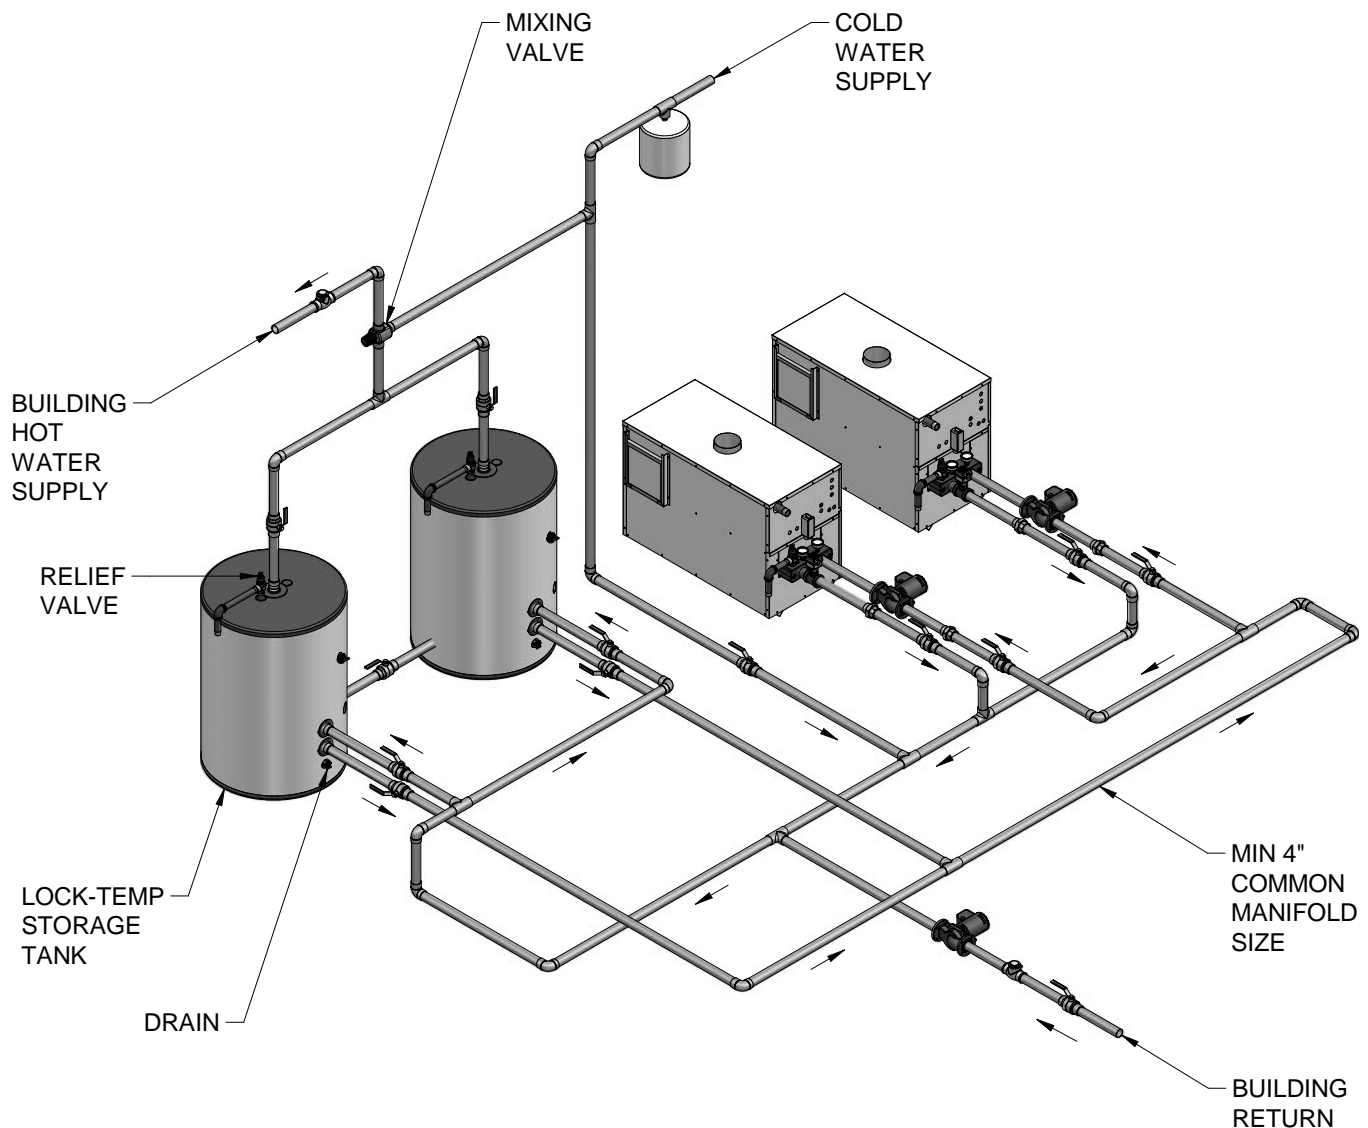 MIXING
VALVE
COLD
WATER
SUPPLY
BUILDING
HOT
WATER
SUPPLY
RELIEF
VALVE
LOCK-TEMP
STORAGE
TANK
DRAIN
MIN 4"
COMMON
MANIFOLD
SIZE
BUILDING
RETURN